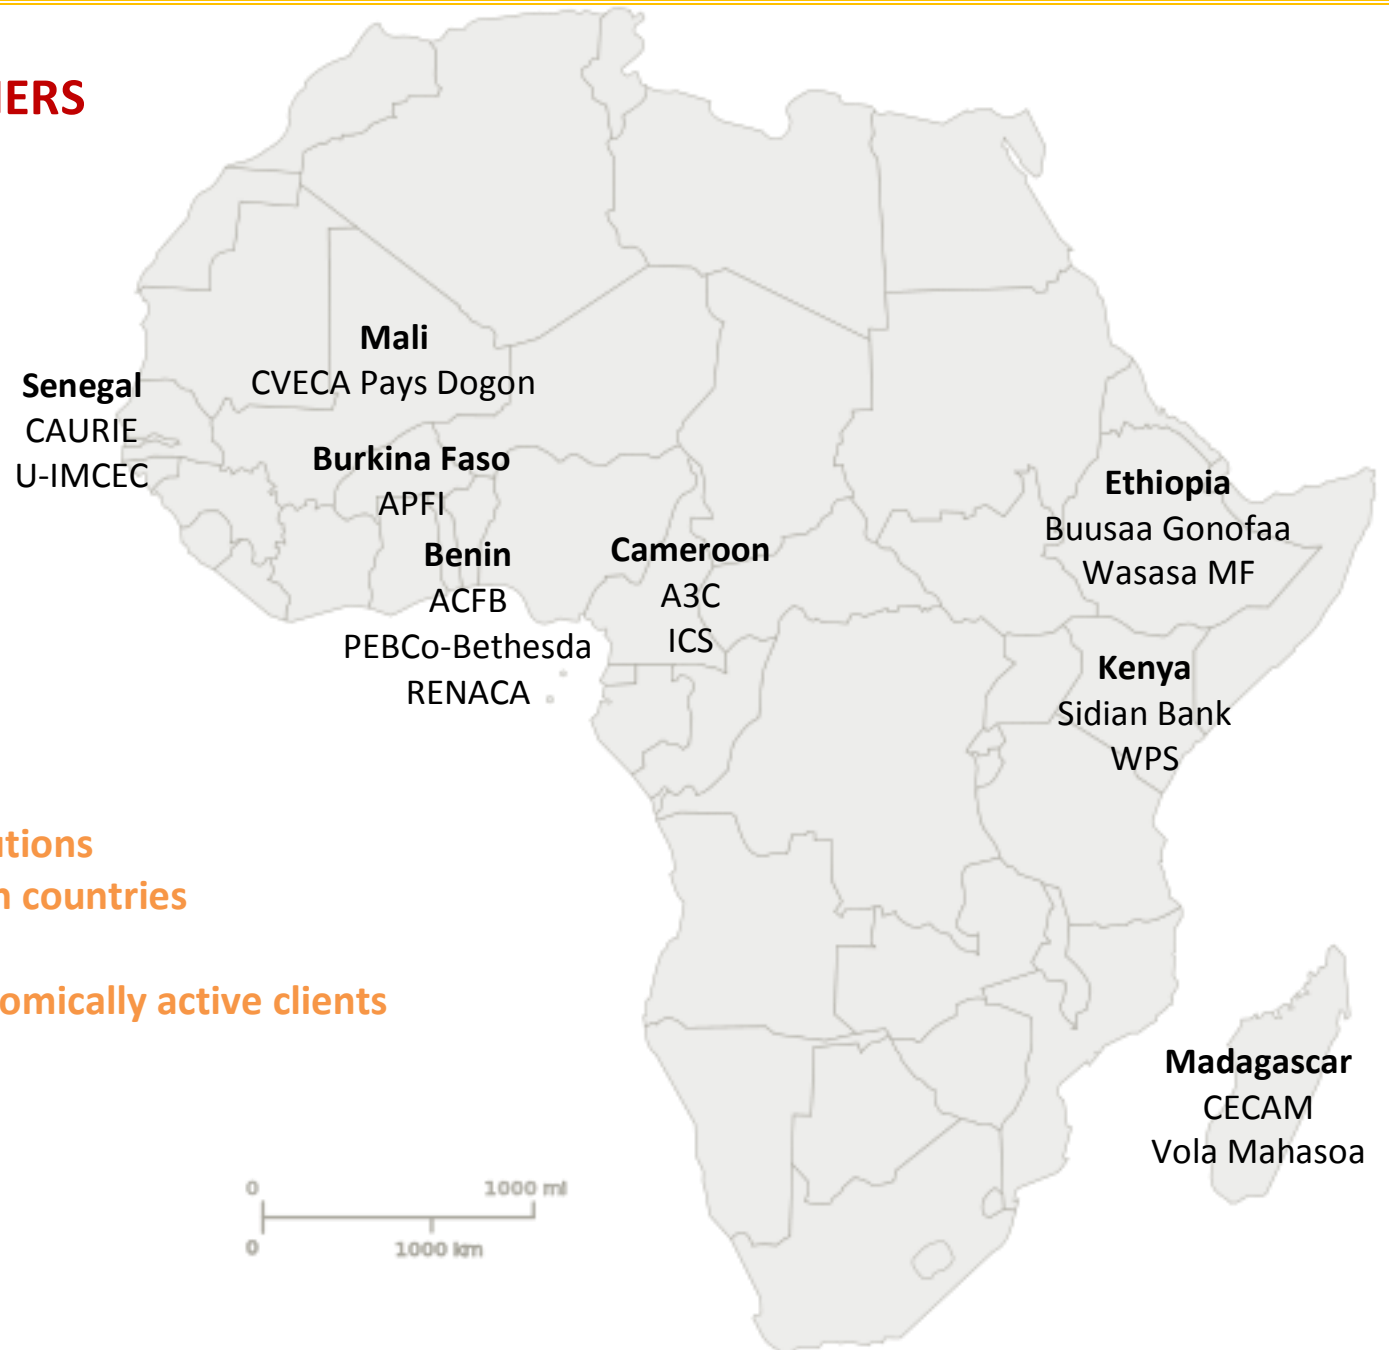 NERS
Mali
CVECA Pays Dogon
Senegal
CAURIE
U-IMCEC
Burkina Faso
APFI
Benin
ACFB
PEBCo-Bethesda
RENACA
Cameroon
A3C
ICS
Ethiopia
Buusaa Gonofaa
Wasasa MF
Kenya
Sidian Bank
WPS
utions
n countries
omically active clients
Madagascar
CECAM
Vola Mahasoa
0 1000 mi
0 1000 km